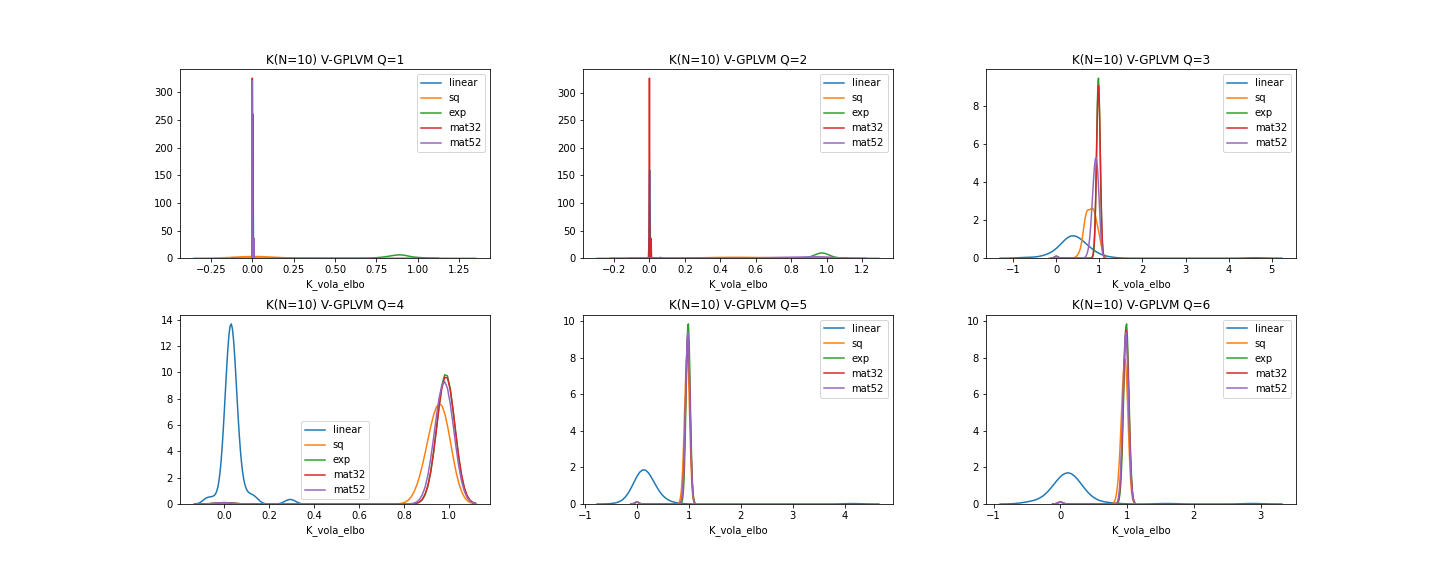 K(N=10) V-GPLVM Q=1
300
250
200
150
100
50
0
linear
sq
exp
mat32
mat52
−0.25 0.00 0.25 0.50 0.75 1.00 1.25
K_vola_elbo
K(N=10) V-GPLVM Q=2
300
250
200
150
100
50
0
linear
sq
exp
mat32
mat52
−0.2 0.0 0.2 0.4 0.6 0.8 1.0 1.2
K_vola_elbo
K(N=10) V-GPLVM Q=3
8
6
4
2
0
linear
sq
exp
mat32
mat52
−1 0 1 2 3 4 5
K_vola_elbo
K(N=10) V-GPLVM Q=4
14
12
10
8
6
4
2
0
linear
sq
exp
mat32
mat52
0.0 0.2 0.4 0.6 0.8 1.0
K_vola_elbo
K(N=10) V-GPLVM Q=5
10
8
6
4
2
0
linear
sq
exp
mat32
mat52
−1 0 1 2 3 4
K_vola_elbo
K(N=10) V-GPLVM Q=6
10
8
6
4
2
0
linear
sq
exp
mat32
mat52
−1 0 1 2 3
K_vola_elbo